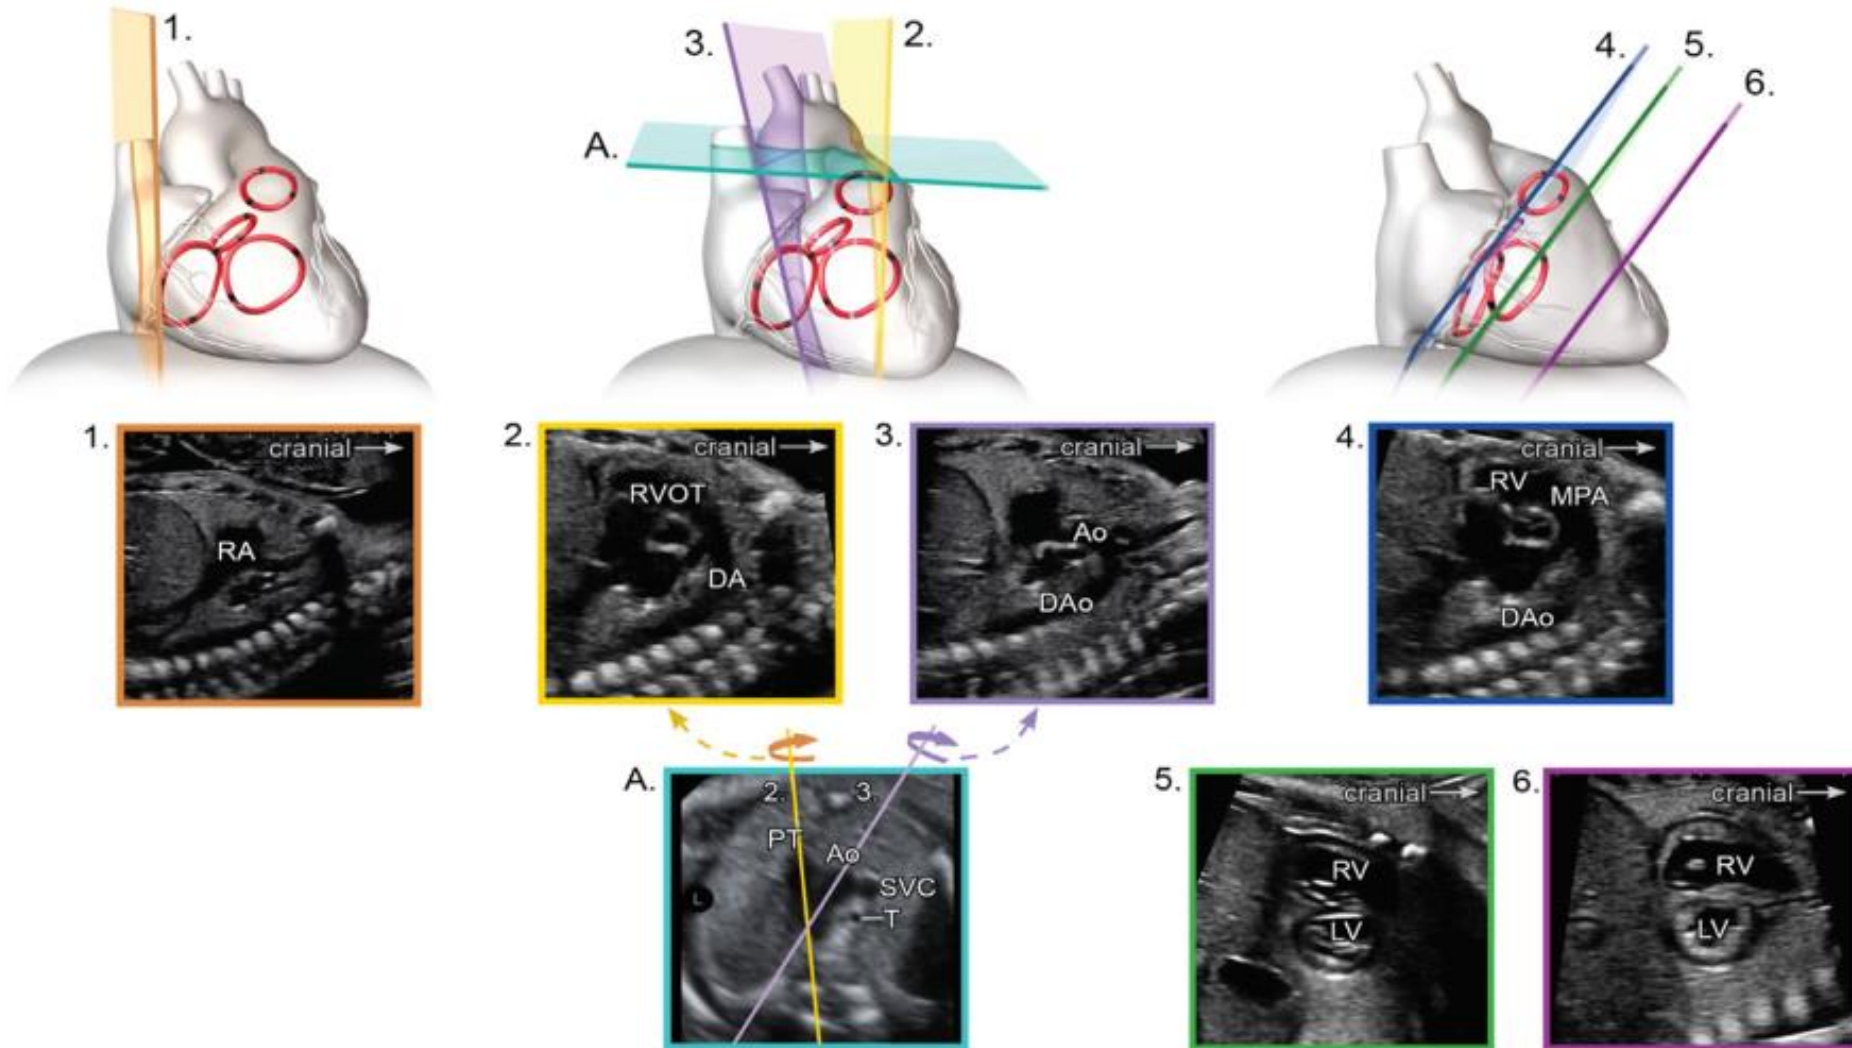 1.
3.
2.
A.
4.
5.
6.
1.
cranial
RA
2.
cranial
RVOT
DA
3.
cranial
Ao
DAo
4.
cranial
RV
MPA
DAo
A.
2.
3.
PT
Ao
SVC
T
L
5.
cranial
RV
LV
6.
cranial
RV
LV